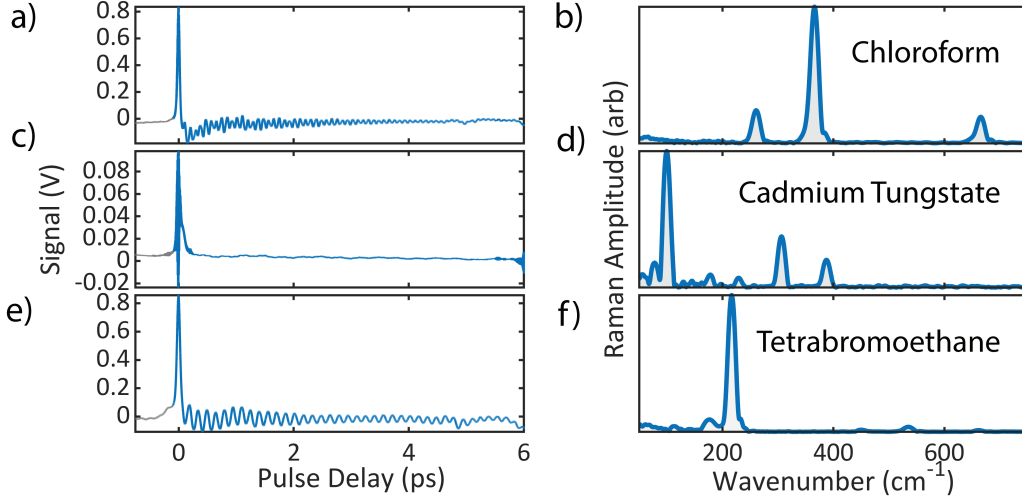 a)
0.8
0.6
0.4
0.2
0
b)
Chloroform
c)
0.08
0.06
0.04
0.02
0
-0.02
Signal (V)
d)
Cadmium Tungstate
Raman Amplitude (arb)
e)
0.8
0.6
0.4
0.2
0
0 2 4 6
Pulse Delay (ps)
f)
Tetrabromoethane
200 400 600
Wavenumber (cm⁻¹)